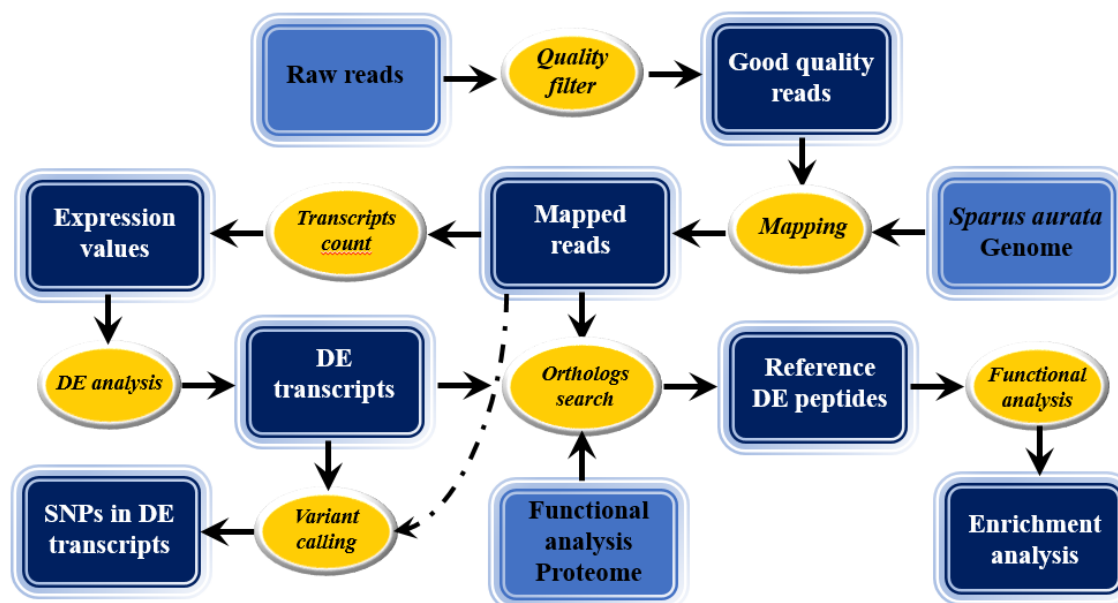 Raw reads
Quality
filter
Good quality
reads
Expression
values
Transcripts
count
Mapped
reads
Mapping
Sparus aurata
Genome
DE analysis
DE
transcripts
Orthologs
search
Reference
DE peptides
Functional
analysis
SNPs in DE
transcripts
Variant
calling
Functional
analysis
Proteome
Enrichment
analysis